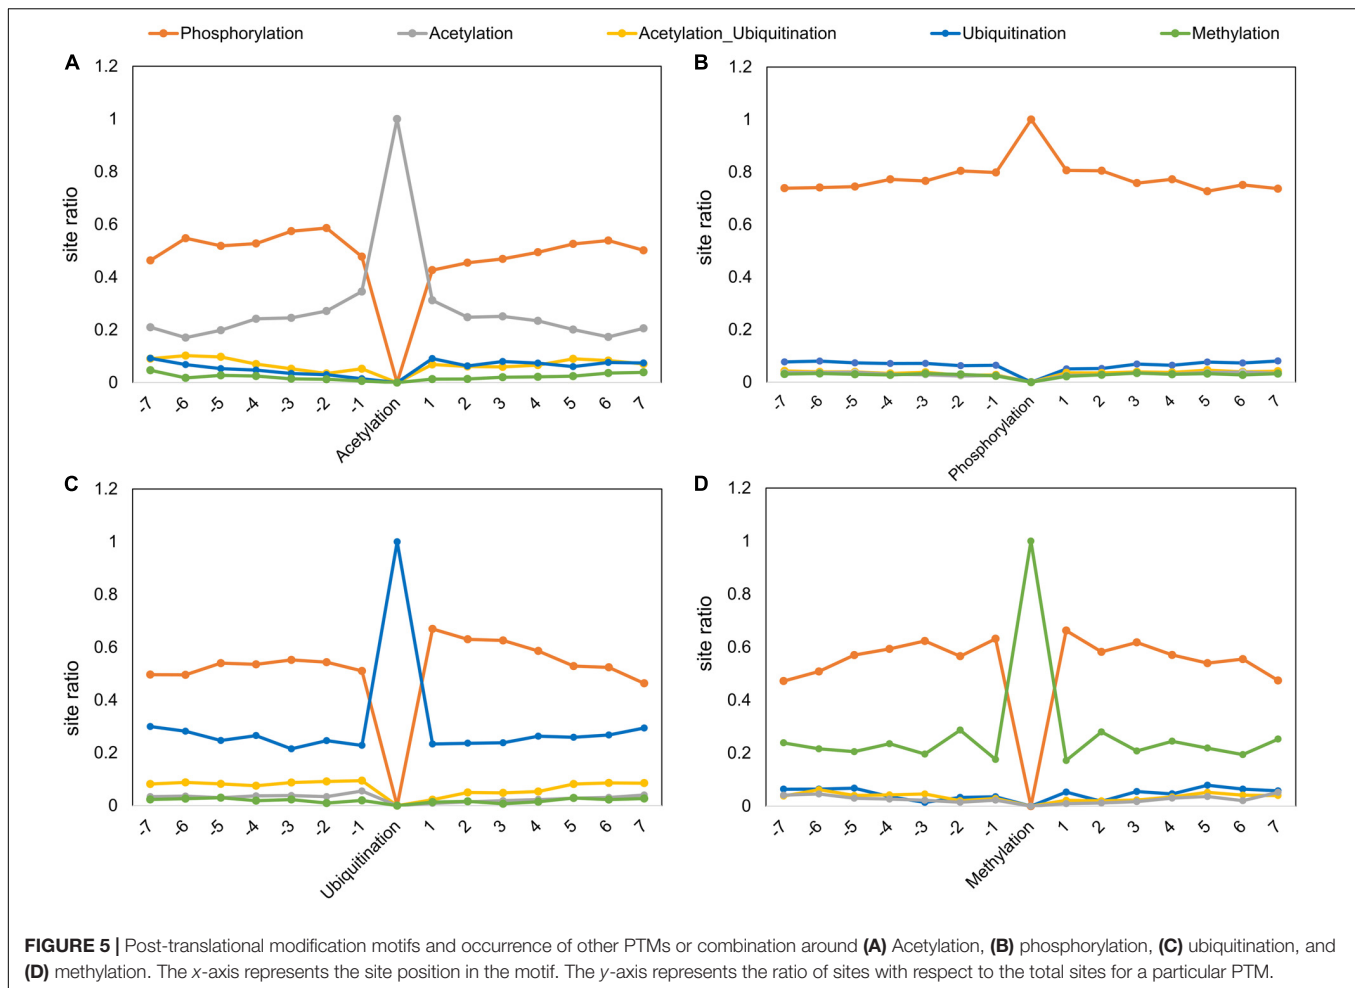 Phosphorylation Acetylation Acetylation_Ubiquitination Ubiquitination Methylation
A
1.2
1
0.8
0.6
0.4
0.2
0
site ratio
-7 -6 -5 -4 -3 -2 -1 Acetylation 1 2 3 4 5 6 7
B
1.2
1
0.8
0.6
0.4
0.2
0
site ratio
-7 -6 -5 -4 -3 -2 -1 Phosphorylation 1 2 3 4 5 6 7
C
1.2
1
0.8
0.6
0.4
0.2
0
site ratio
-7 -6 -5 -4 -3 -2 -1 Ubiquitination 1 2 3 4 5 6 7
D
1.2
1
0.8
0.6
0.4
0.2
0
site ratio
-7 -6 -5 -4 -3 -2 -1 Methylation 1 2 3 4 5 6 7
FIGURE 5 | Post-translational modification motifs and occurrence of other PTMs or combination around (A) Acetylation, (B) phosphorylation, (C) ubiquitination, and
(D) methylation. The x-axis represents the site position in the motif. The y-axis represents the ratio of sites with respect to the total sites for a particular PTM.